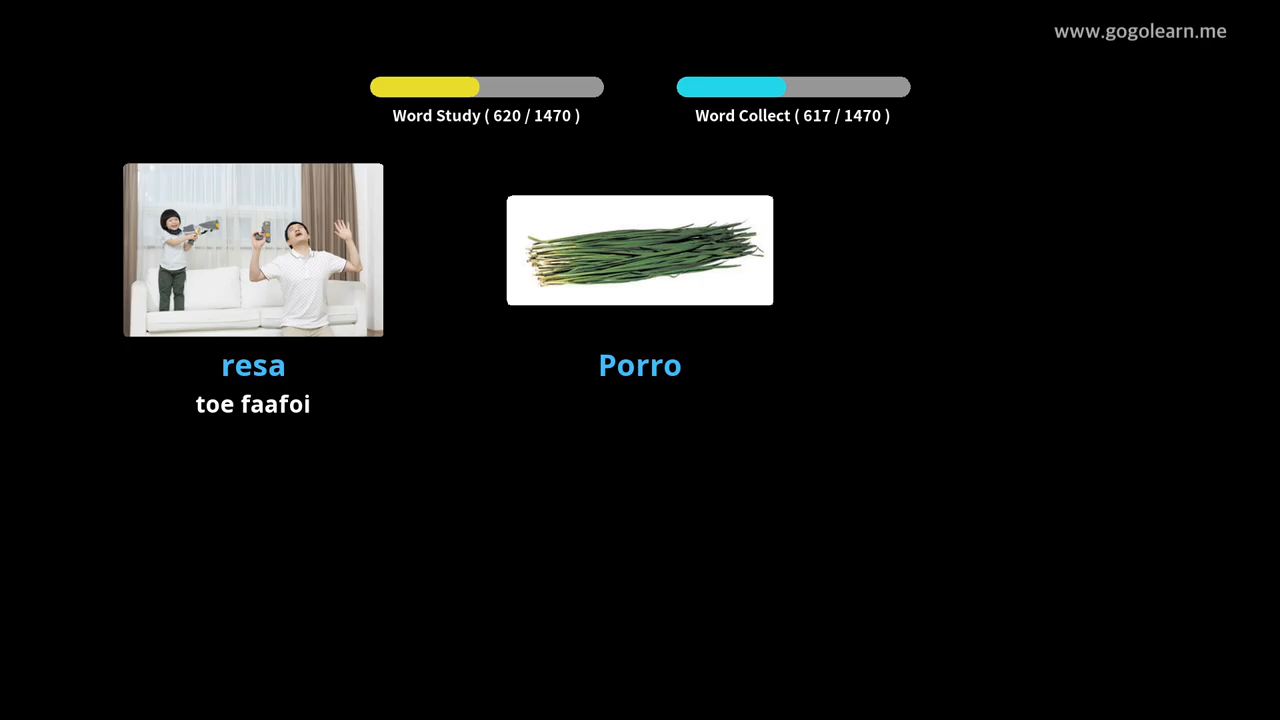 www.gogolearn.me
Word Study ( 620 / 1470 )
Word Collect ( 617 / 1470 )
resa
toe faafoi
Porro